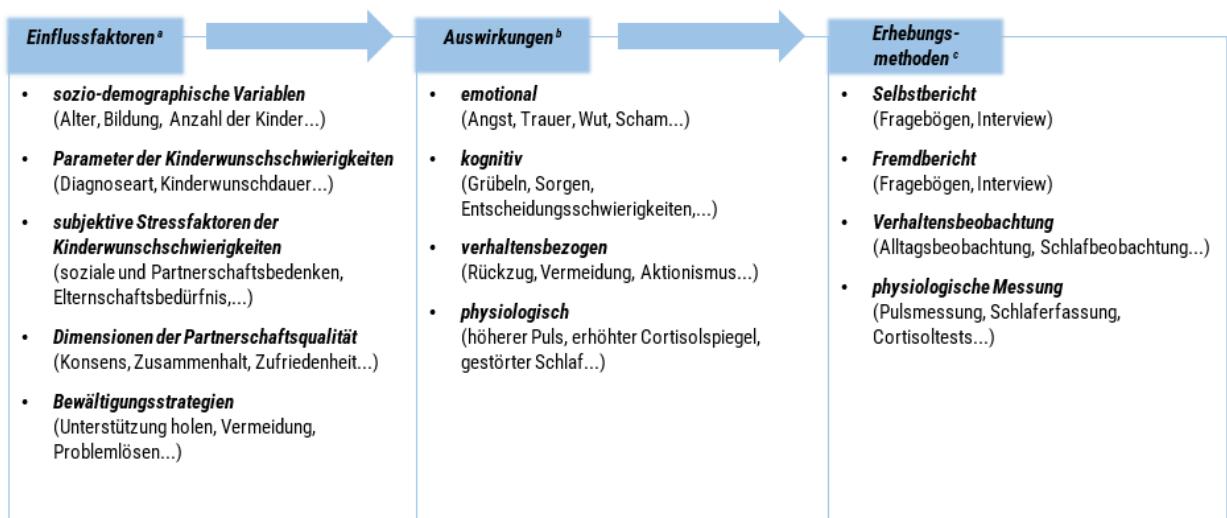 Einflussfaktoren ᵃ
• sozio-demographische Variablen
(Alter, Bildung, Anzahl der Kinder...)
• Parameter der Kinderwunschschwierigkeiten
(Diagnoseart, Kinderwunschdauer...)
• subjektive Stressfaktoren der
Kinderwunschschwierigkeiten
(soziale und Partnerschaftsbedenken,
Elternschaftsbedürfnis,...)
• Dimensionen der Partnerschaftsqualität
(Konsens, Zusammenhalt, Zufriedenheit...)
• Bewältigungsstrategien
(Unterstützung holen, Vermeidung,
Problemlösen...)
Auswirkungen ᵇ
• emotional
(Angst, Trauer, Wut, Scham...)
• kognitiv
(Grübeln, Sorgen,
Entscheidungsschwierigkeiten,...)
• verhaltensbezogen
(Rückzug, Vermeidung, Aktionismus...)
• physiologisch
(höherer Puls, erhöhter Cortisolspiegel,
gestörter Schlaf...)
Erhebungs-
methoden ᶜ
• Selbstbericht
(Fragebögen, Interview)
• Fremdbericht
(Fragebögen, Interview)
• Verhaltensbeobachtung
(Alltagsbeobachtung, Schlafbeobachtung...)
• physiologische Messung
(Pulsmessung, Schlaferfassung,
Cortisoltests...)